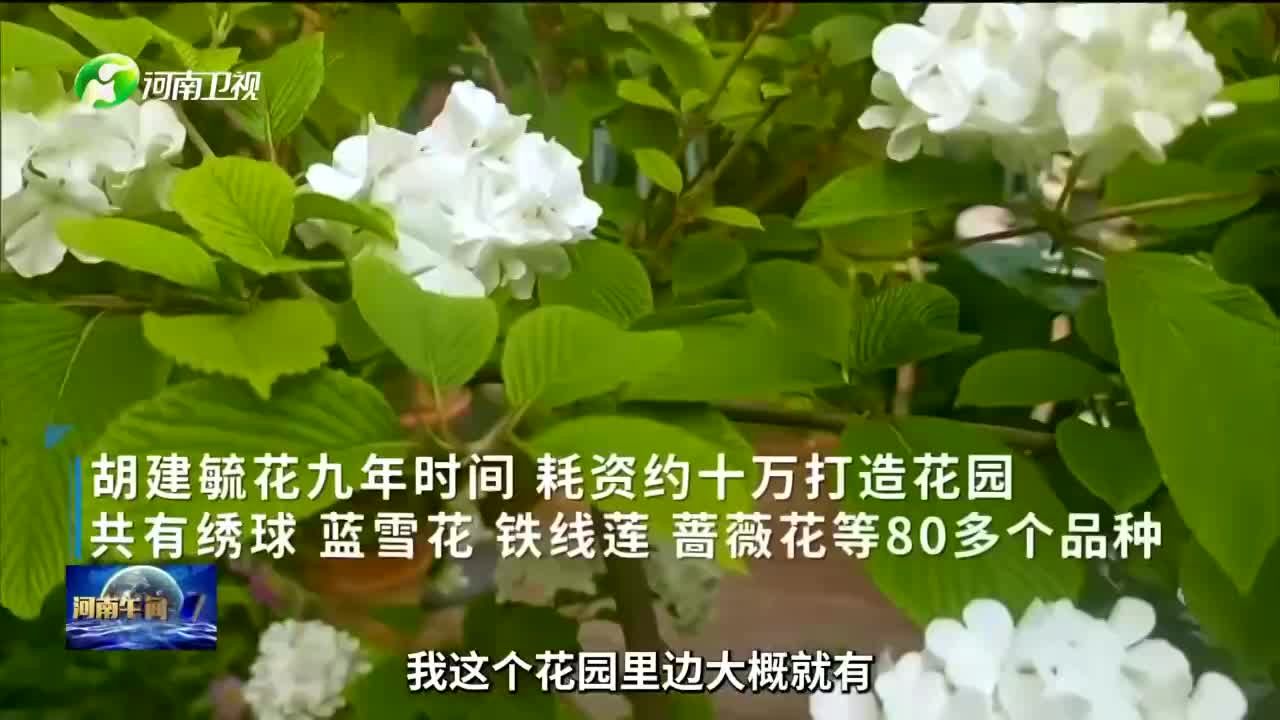 河南卫视
胡建毓花九年时间 耗资约十万打造花园
共有绣球 蓝雪花 铁线莲 蔷薇花等80多个品种
河南午间
我这个花园里边大概就有